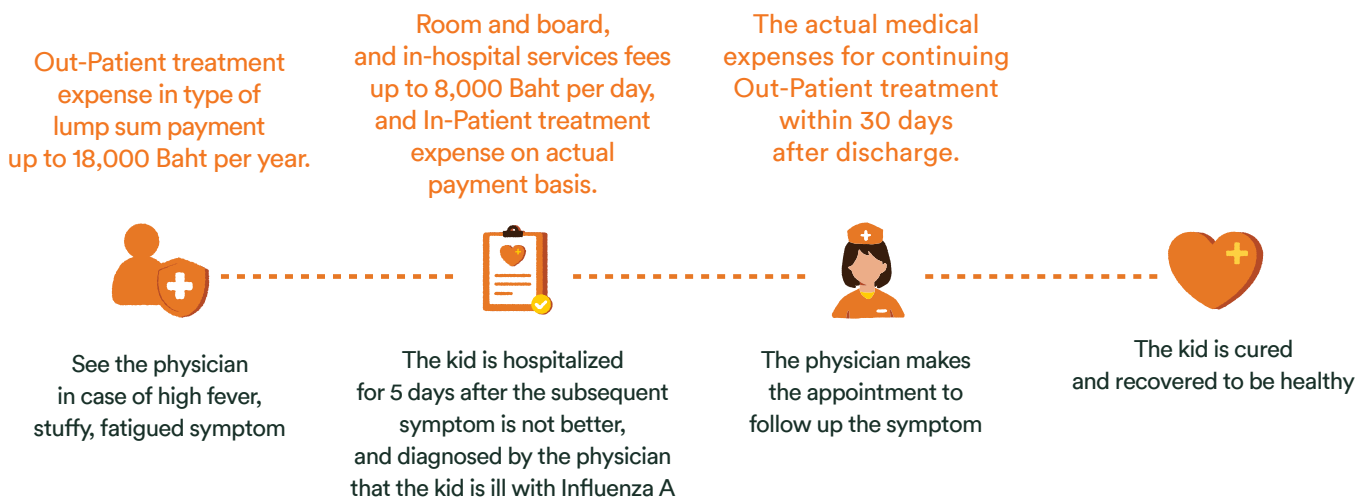 Out-Patient treatment
expense in type of
lump sum payment
up to 18,000 Baht per year.
Room and board,
and in-hospital services fees
up to 8,000 Baht per day,
and In-Patient treatment
expense on actual
payment basis.
The actual medical
expenses for continuing
Out-Patient treatment
within 30 days
after discharge.
See the physician
in case of high fever,
stuffy, fatigued symptom
The kid is hospitalized
for 5 days after the subsequent
symptom is not better,
and diagnosed by the physician
that the kid is ill with Influenza A
The physician makes
the appointment to
follow up the symptom
The kid is cured
and recovered to be healthy